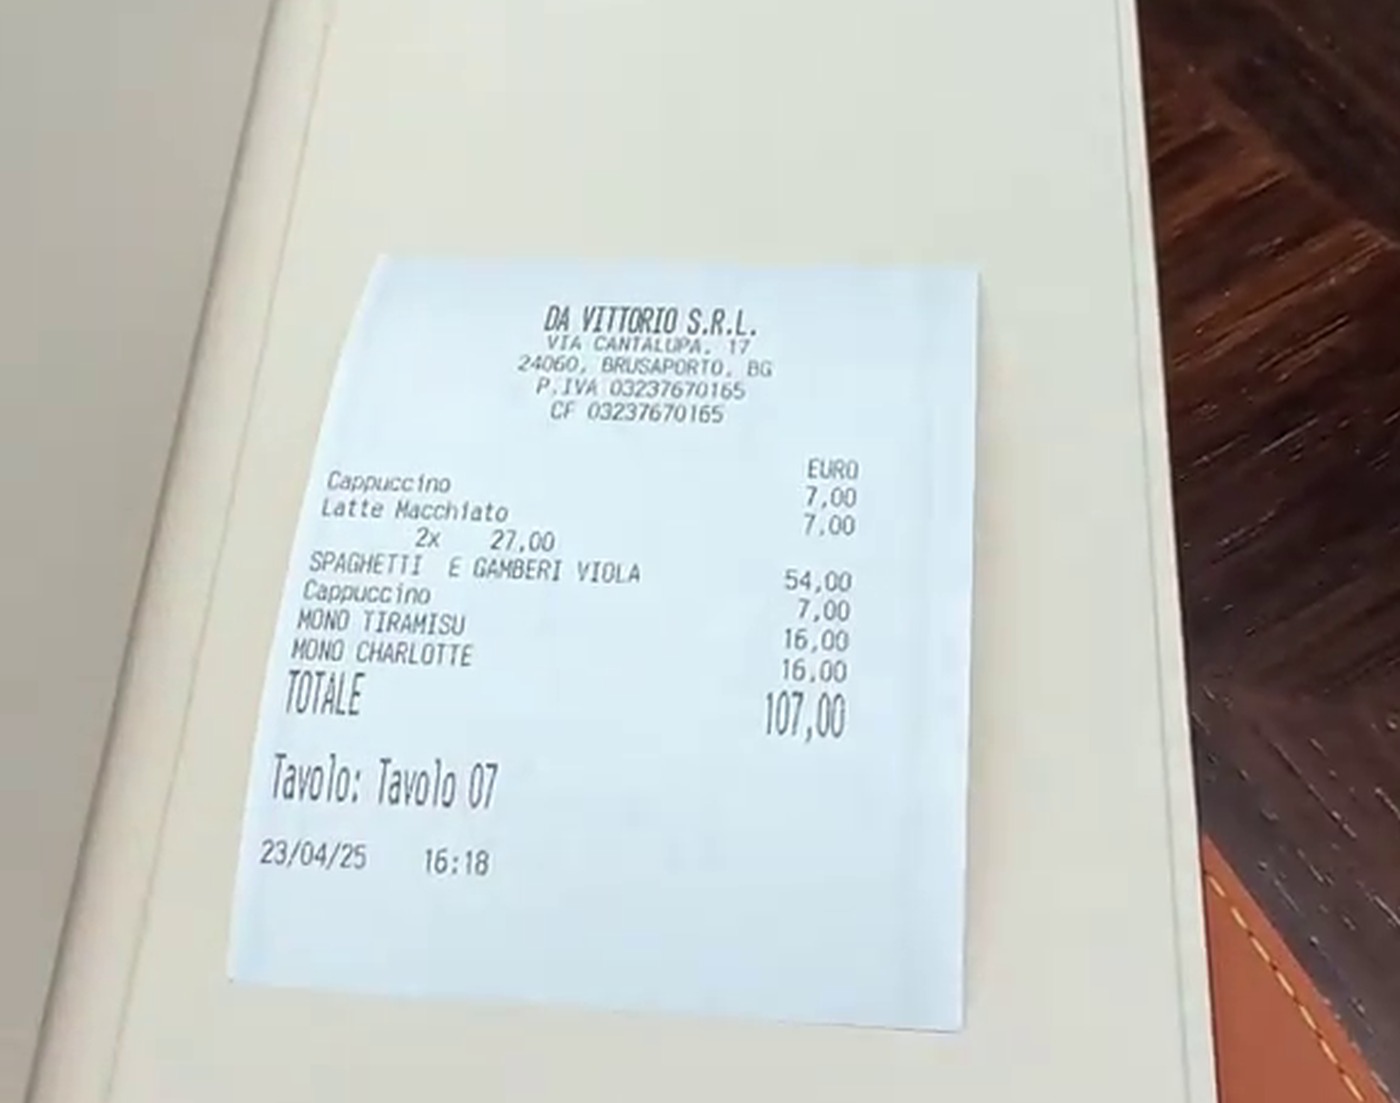 DA VITTORIO S.R.L.
VIA CANTALUPA, 17
24060, BRUSAPORTO, BG
P.IVA 03237670165
CF 03237670165
EURO
Cappuccino 7,00
Latte Macchiato 7,00
2x 27,00
SPAGHETTI E GAMBERI VIOLA 54,00
Cappuccino 7,00
MONO TIRAMISU 16,00
MONO CHARLOTTE 16,00
TOTALE 107,00
Tavolo: Tavolo 07
23/04/25 16:18